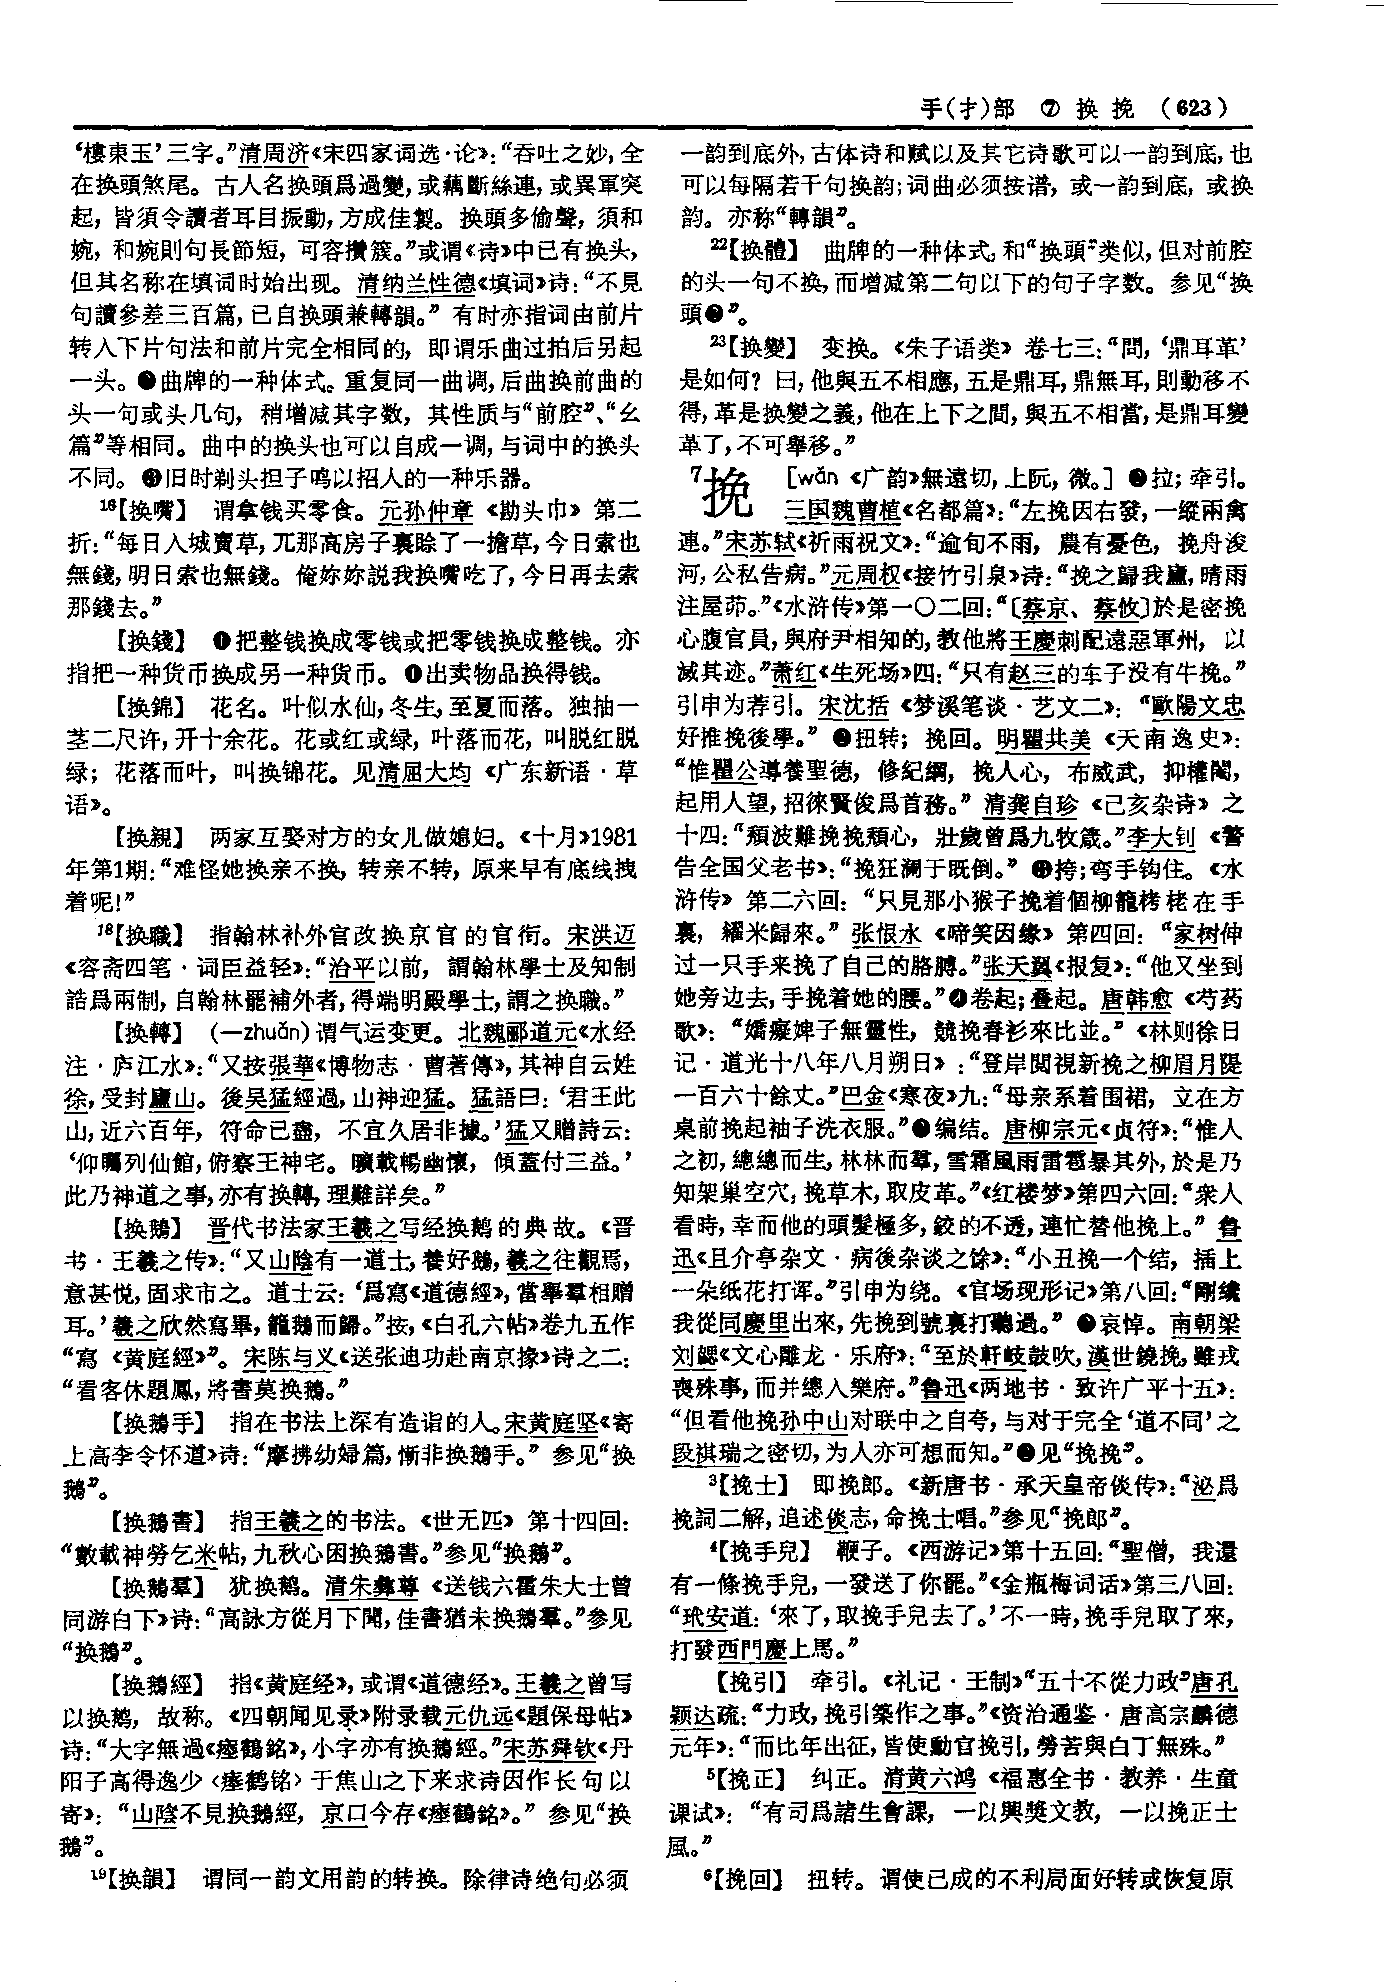 手(扌)部 ⑦ 换 挽 (623)
‘樓東玉’三字。”清周济《宋四家词选·论》：“吞吐之妙，全
在换頭煞尾。古人名换頭爲過變，或藕斷絲連，或異軍突
起，皆須令讀者耳目振動，方成佳製。换頭多偷聲，須和
婉，和婉則句長節短，可容攢簇。”或谓《诗》中已有换头，
但其名称在填词时始出现。清纳兰性德《填词》诗：“不見
句讀參差三百篇，已自换頭兼轉韻。”有时亦指词由前片
转入下片句法和前片完全相同的，即谓乐曲过拍后另起
一头。❷曲牌的一种体式。重复同一曲调，后曲换前曲的
头一句或头几句，稍增减其字数，其性质与“前腔”、“幺
篇”等相同。曲中的换头也可以自成一调，与词中的换头
不同。❸旧时剃头担子鸣以招人的一种乐器。
16【换嘴】 谓拿钱买零食。元孙仲章《勘头巾》第二
折：“每日入城賣草，兀那高房子裏賒了一擔草，今日索也
無錢，明日索也無錢。俺妳妳説我换嘴吃了，今日再去索
那錢去。”
【换錢】 ❶把整钱换成零钱或把零钱换成整钱。亦
指把一种货币换成另一种货币。❶出卖物品换得钱。
【换錦】 花名。叶似水仙，冬生，至夏而落。独抽一
茎二尺许，开十余花。花或红或绿，叶落而花，叫脱红脱
绿；花落而叶，叫换锦花。见清屈大均《广东新语·草
语》。
【换親】 两家互娶对方的女儿做媳妇。《十月》1981
年第1期：“难怪她换亲不换，转亲不转，原来早有底线拽
着呢！”
18【换職】 指翰林补外官改换京官的官衔。宋洪迈
《容斋四笔·词臣益轻》：“治平以前，謂翰林學士及知制
誥爲兩制，自翰林罷補外者，得端明殿學士，謂之换職。”
【换轉】 (—zhuǎn)谓气运变更。北魏郦道元《水经
注·庐江水》：“又按張華《博物志·曹著傳》，其神自云姓
徐，受封廬山。後吴猛經過，山神迎猛。猛語曰：‘君王此
山，近六百年，符命已盡，不宜久居非據。’猛又贈詩云：
‘仰矚列仙館，俯察王神宅。曠載暢幽懷，傾蓋付三益。’
此乃神道之事，亦有换轉，理難詳矣。”
【换鵝】 晋代书法家王羲之写经换鹅的典故。《晋
书·王羲之传》：“又山陰有一道士，養好鵝，羲之往觀焉，
意甚悦，固求市之。道士云：‘爲寫《道德經》，當舉羣相贈
耳。’羲之欣然寫畢，籠鵝而歸。”按，《白孔六帖》卷九五作
“寫《黄庭經》”。宋陈与义《送张迪功赴南京掾》诗之二：
“看客休題鳳，將書莫换鵝。”
【换鵝手】 指在书法上深有造诣的人。宋黄庭坚《寄
上高李令怀道》诗：“摩拂幼婦篇，慚非换鵝手。”参见“换
鵝”。
【换鵝書】 指王羲之的书法。《世无匹》第十四回：
“數載神勞乞米帖，九秋心困换鵝書。”参见“换鵝”。
【换鵝羣】 犹换鹅。清朱彝尊《送钱六霍朱大士曾
同游白下》诗：“高詠方從月下聞，佳書猶未换鵝羣。”参见
“换鵝”。
【换鵝經】 指《黄庭经》，或谓《道德经》。王羲之曾写
以换鹅，故称。《四朝闻见录》附录载元仇远《題保母帖》
诗：“大字無過《瘞鶴銘》，小字亦有换鵝經。”宋苏舜钦《丹
阳子高得逸少〈瘗鹤铭〉于焦山之下来求诗因作长句以
寄》：“山陰不見换鵝經，京口今存《瘞鶴銘》。”参见“换
鵝”。
19【换韻】 谓同一韵文用韵的转换。除律诗绝句必须
一韵到底外，古体诗和赋以及其它诗歌可以一韵到底，也
可以每隔若干句换韵；词曲必须按谱，或一韵到底，或换
韵。亦称“轉韻”。
22【换體】 曲牌的一种体式。和“换頭”类似，但对前腔
的头一句不换，而增减第二句以下的句子字数。参见“换
頭❷”。
23【换變】 变换。《朱子语类》卷七三：“問，‘鼎耳革’
是如何？曰，他與五不相應，五是鼎耳，鼎無耳，則動移不
得，革是换變之義，他在上下之間，與五不相當，是鼎耳變
革了，不可舉移。”
7挽 [wǎn 《广韵》無遠切，上阮，微。] ❶拉；牵引。
三国魏曹植《名都篇》：“左挽因右發，一縱兩禽
連。”宋苏轼《祈雨祝文》：“逾旬不雨，農有憂色，挽舟浚
河，公私告病。”元周权《接竹引泉》诗：“挽之歸我廬，晴雨
注屋茆。”《水浒传》第一〇二回：“〔蔡京、蔡攸〕於是密挽
心腹官員，與府尹相知的，教他將王慶刺配遠惡軍州，以
滅其迹。”萧红《生死场》四：“只有赵三的车子没有牛挽。”
引申为荐引。宋沈括《梦溪笔谈·艺文二》：“歐陽文忠
好推挽後學。”❷扭转；挽回。明瞿共美《天南逸史》：
“惟瞿公導養聖德，修紀綱，挽人心，布威武，抑權閹，
起用人望，招徠賢俊爲首務。”清龚自珍《己亥杂诗》之
十四：“頹波難挽挽頹心，壯歲曾爲九牧箴。”李大钊《警
告全国父老书》：“挽狂澜于既倒。”❸挎；弯手钩住。《水
浒传》第二六回：“只見那小猴子挽着個柳籠栲栳在手
裏，糴米歸來。”张恨水《啼笑因缘》第四回：“家树伸
过一只手来挽了自己的胳膊。”张天翼《报复》：“他又坐到
她旁边去，手挽着她的腰。”❹卷起；叠起。唐韩愈《芍药
歌》：“嬌癡婢子無靈性，競挽春衫來比並。”《林则徐日
记·道光十八年八月朔日》：“登岸閲視新挽之柳眉月隄
一百六十餘丈。”巴金《寒夜》九：“母亲系着围裙，立在方
桌前挽起袖子洗衣服。”❺编结。唐柳宗元《贞符》：“惟人
之初，總總而生，林林而羣，雪霜風雨雷雹暴其外，於是乃
知架巢空穴，挽草木，取皮革。”《红楼梦》第四六回：“衆人
看時，幸而他的頭髮極多，鉸的不透，連忙替他挽上。”鲁
迅《且介亭杂文·病後杂谈之馀》：“小丑挽一个结，插上
一朵纸花打诨。”引申为绕。《官场现形记》第八回：“剛纔
我從同慶里出來，先挽到號裏打聽過。”❻哀悼。南朝梁
刘勰《文心雕龙·乐府》：“至於軒岐鼓吹，漢世鐃挽，雖戎
喪殊事，而并總入樂府。”鲁迅《两地书·致许广平十五》：
“但看他挽孙中山对联中之自夸，与对于完全‘道不同’之
段祺瑞之密切，为人亦可想而知。”❼见“挽挽”。
3【挽士】 即挽郎。《新唐书·承天皇帝倓传》：“泌爲
挽詞二解，追述倓志，命挽士唱。”参见“挽郎”。
4【挽手兒】 鞭子。《西游记》第十五回：“聖僧，我還
有一條挽手兒，一發送了你罷。”《金瓶梅词话》第三八回：
“玳安道：‘來了，取挽手兒去了。’不一時，挽手兒取了來，
打發西門慶上馬。”
【挽引】 牵引。《礼记·王制》“五十不從力政”唐孔
颖达疏：“力政，挽引築作之事。”《资治通鉴·唐高宗麟德
元年》：“而比年出征，皆使勳官挽引，勞苦與白丁無殊。”
5【挽正】 纠正。清黄六鸿《福惠全书·教养·生童
课试》：“有司爲諸生會課，一以興奬文教，一以挽正士
風。”
6【挽回】 扭转。谓使已成的不利局面好转或恢复原